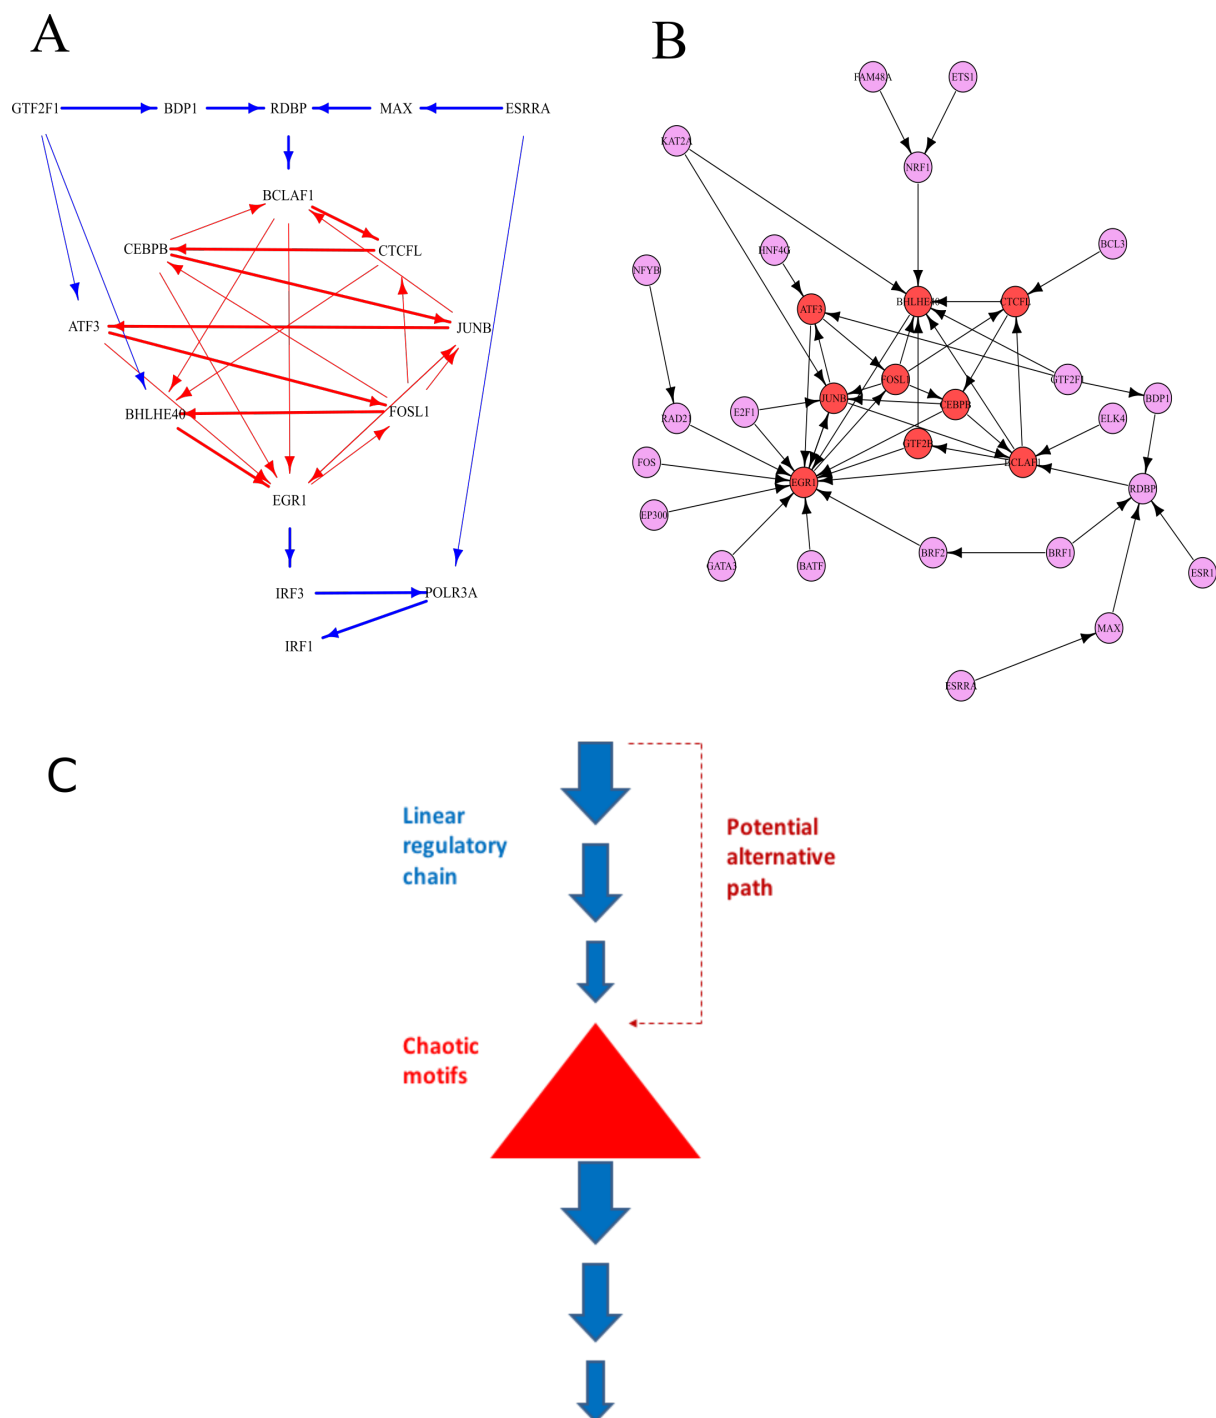 A
GTF2F1 BDP1 RDBP MAX ESRRA
BCLAF1
CEBPB CTCFL
ATF3 JUNB
BHLHE40 FOSL1
EGR1
IRF3 POLR3A
IRF1
B
FAM48A ETS1
KAT2A
NRF1
HNF4G BCL3
NFYB
ATF3 BHLHE40 CTCFL
FOSL1 GTF2F1
JUNB CEBPB BDP1
E2F1 RAD21 ELK4
GTF2B
FOS BCLAF1
EGR1 RDBP
EP300
GATA3 BATF BRF2 BRF1 ESR1
MAX
ESRRA
C
Linear
regulatory
chain
Potential
alternative
path
Chaotic
motifs